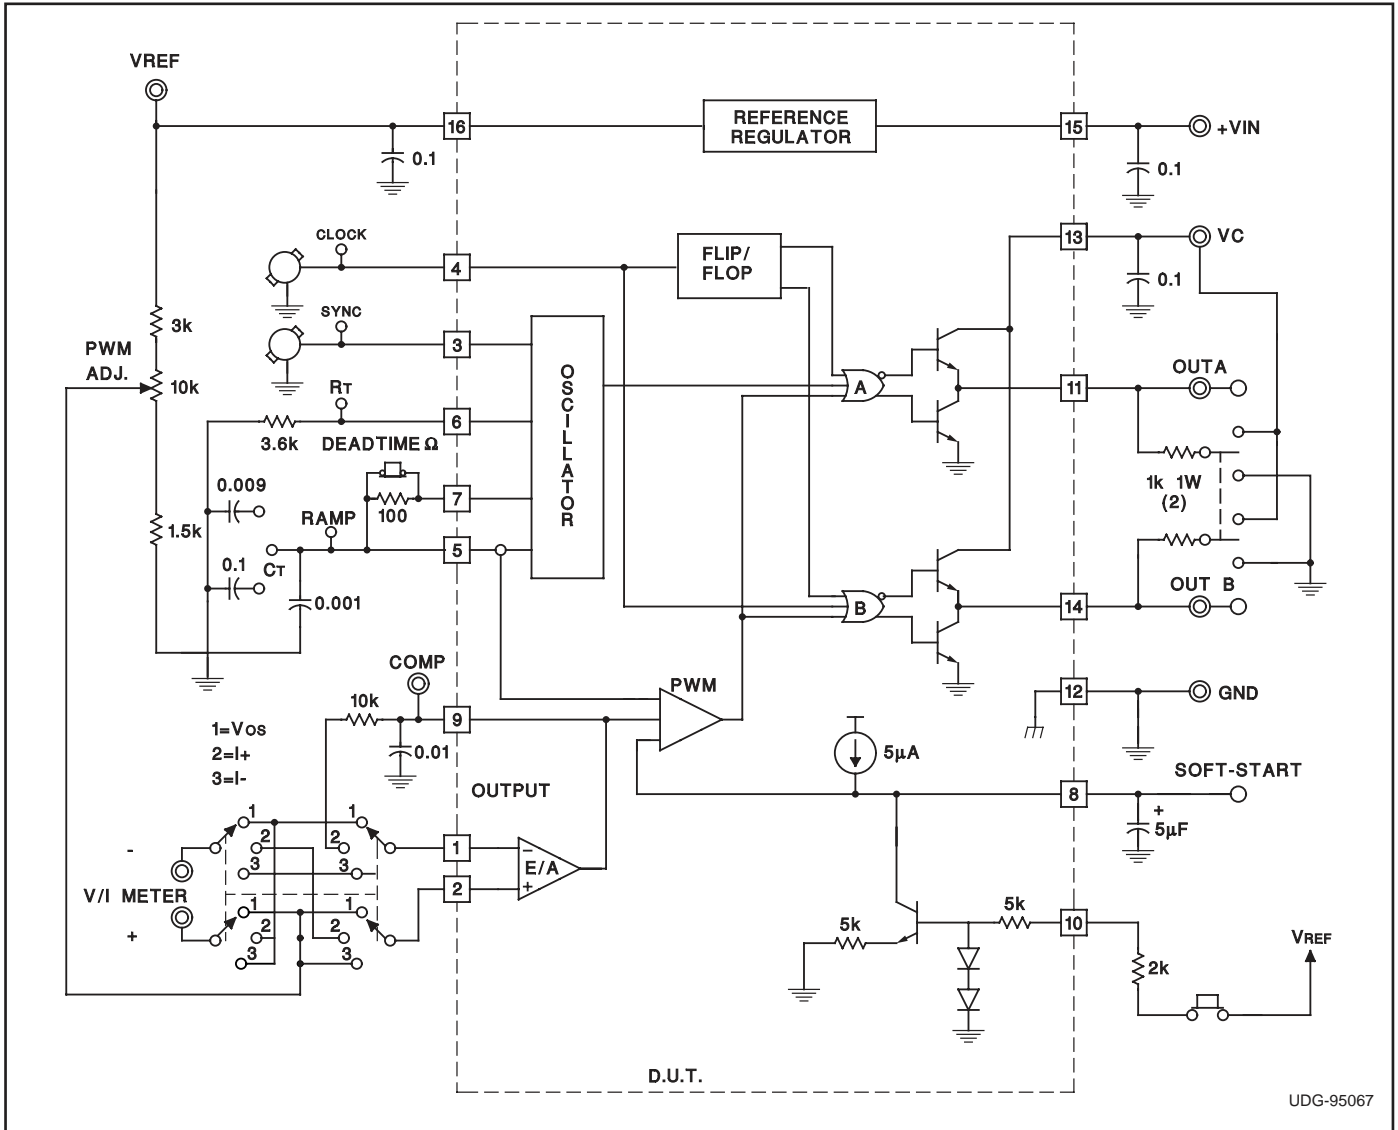 VREF
16
REFERENCE
REGULATOR
15
+VIN
0.1
0.1
CLOCK
4
FLIP/
FLOP
13
VC
0.1
SYNC
3
3k
PWM
ADJ.
10k
RT
6
3.6k
DEADTIME Ω
OSCILLATOR
A
11
OUTA
0.009
100
7
1k 1W
(2)
1.5k
RAMP
5
0.1
CT
0.001
B
14
OUT B
COMP
PWM
10k
9
12
GND
1=VOS
2=I+
3=I-
0.01
5µA
OUTPUT
SOFT-START
8
+
5µF
1
1
2
2
3
3
-
1
–
E/A
+
2
V/I METER
+
1
1
2
2
3
3
5k
5k
10
2k
VREF
D.U.T.
UDG-95067